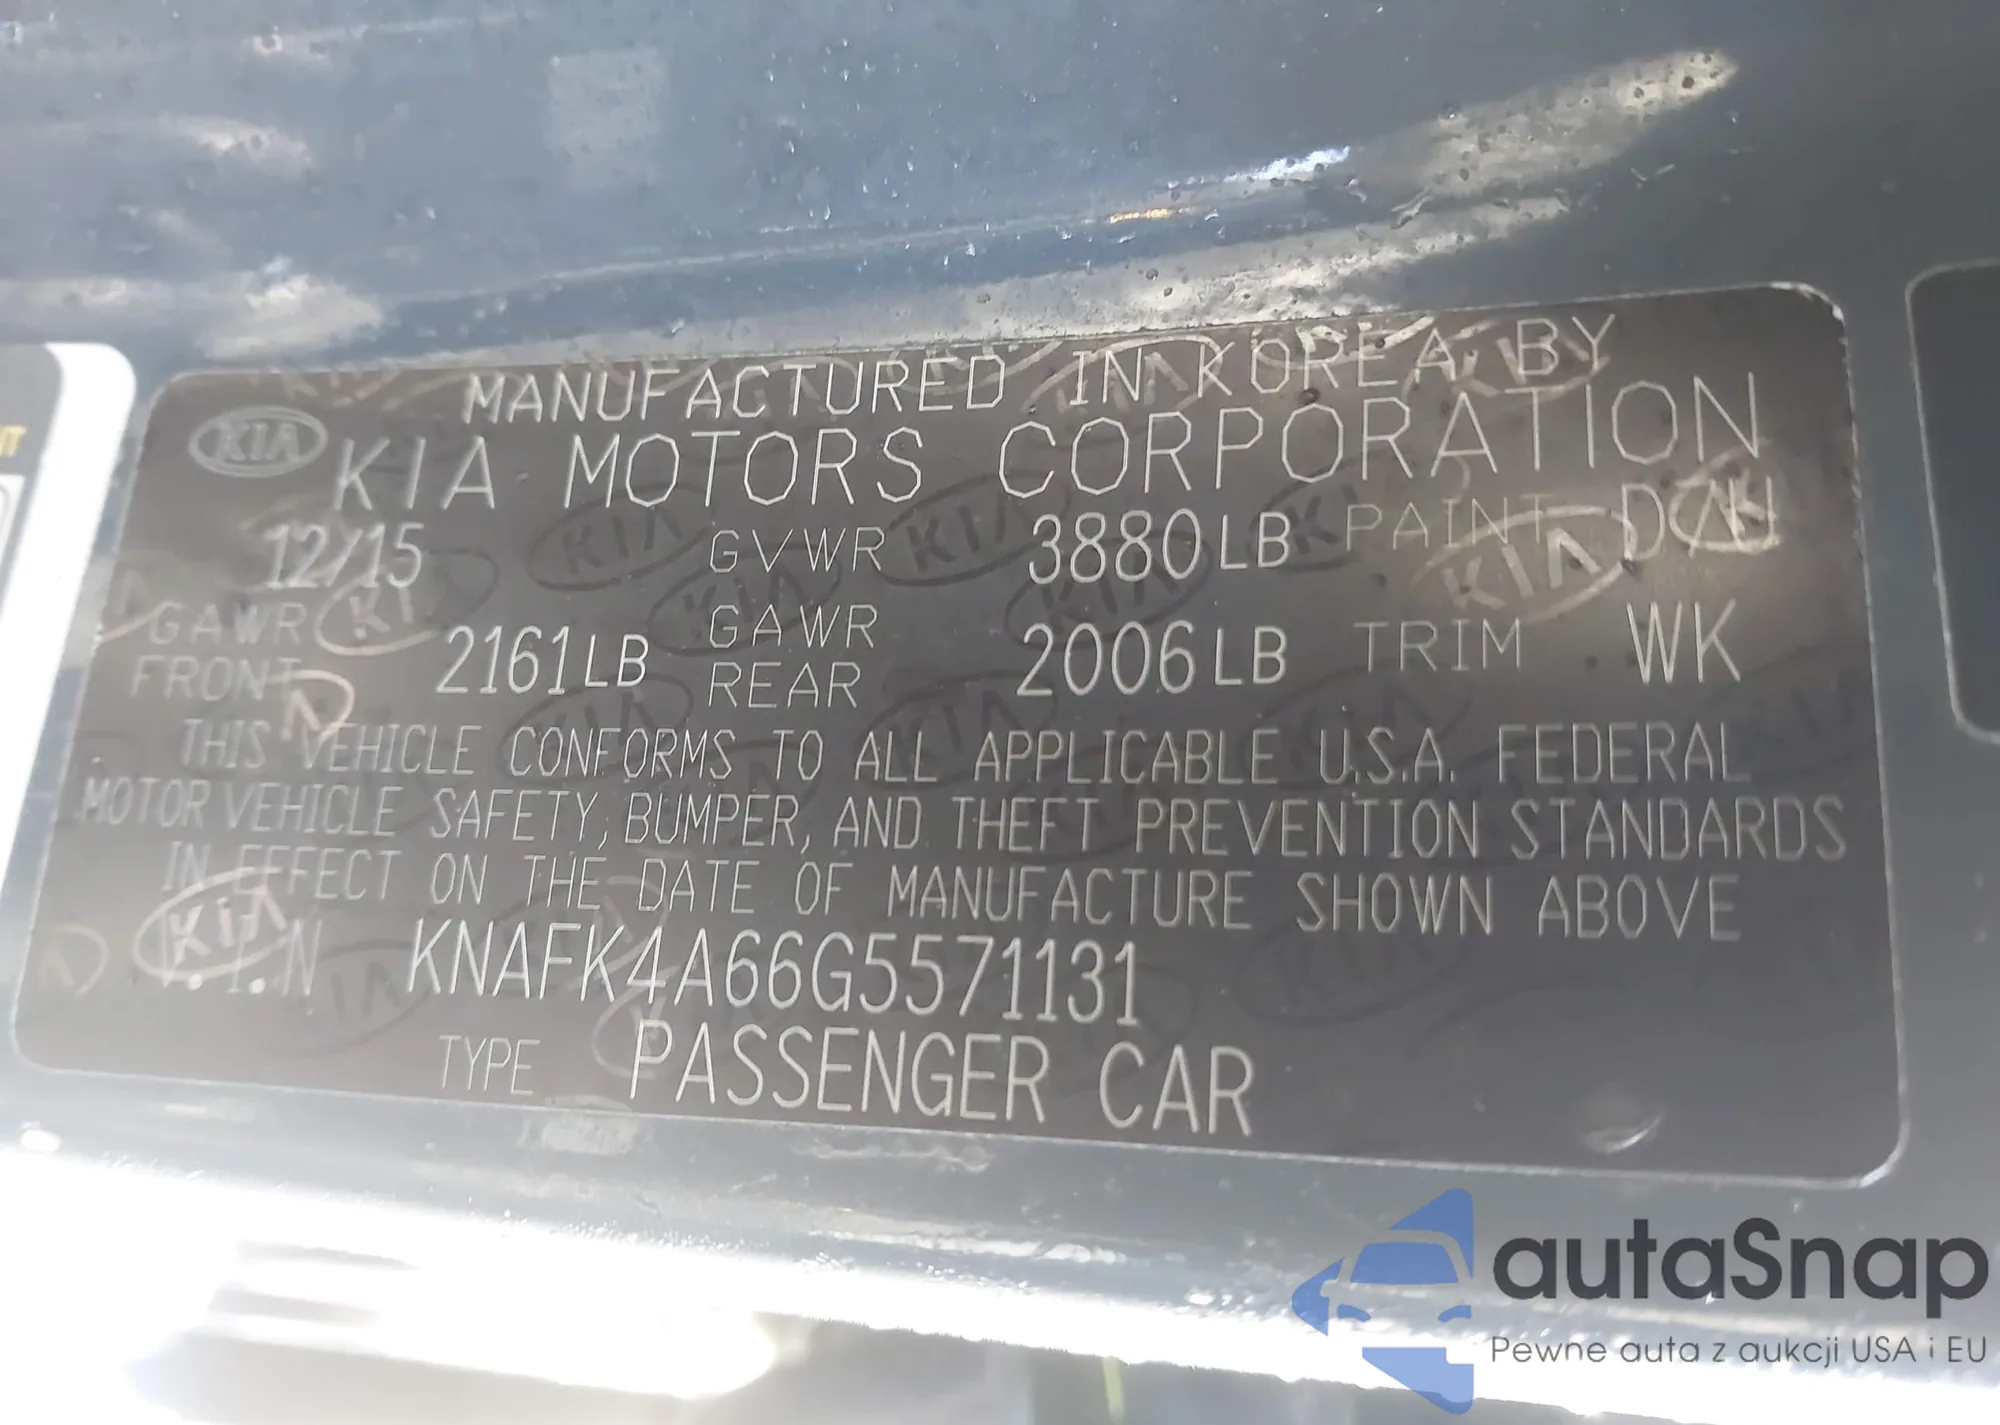 MANUFACTURED IN KOREA BY
KIA KIA MOTORS CORPORATION
12/15 GVWR 3880LB PAINT
GAWR FRONT 2161LB GAWR REAR 2006LB TRIM WK
THIS VEHICLE CONFORMS TO ALL APPLICABLE U.S.A. FEDERAL
MOTOR VEHICLE SAFETY, BUMPER, AND THEFT PREVENTION STANDARDS
IN EFFECT ON THE DATE OF MANUFACTURE SHOWN ABOVE
V.I.N KNAFK4A66G5571131
TYPE PASSENGER CAR
autaSnap
Pewne auta z aukcji USA i EU